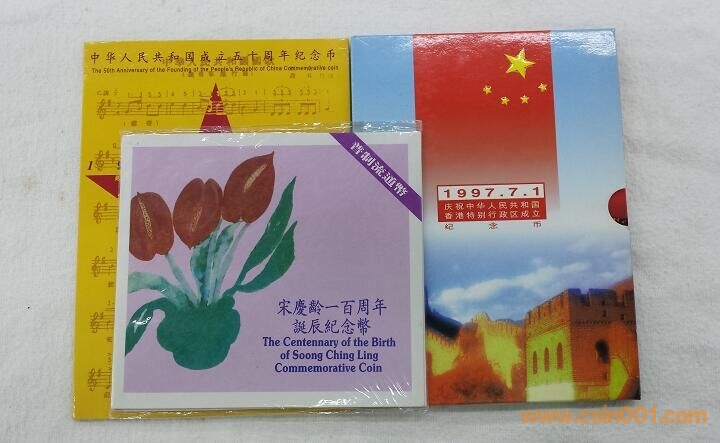 中华人民共和国成立五十周年纪念币
The 50th Anniversary of the Founding of the People's Republic of China Commemorative coin
普制流通幣
宋慶齡一百周年
誕辰紀念幣
The Centennary of the Birth
of Soong Ching Ling
Commemorative Coin
1997.7.1
庆祝中华人民共和国
香港特别行政区成立
纪念币
www.coin001.com